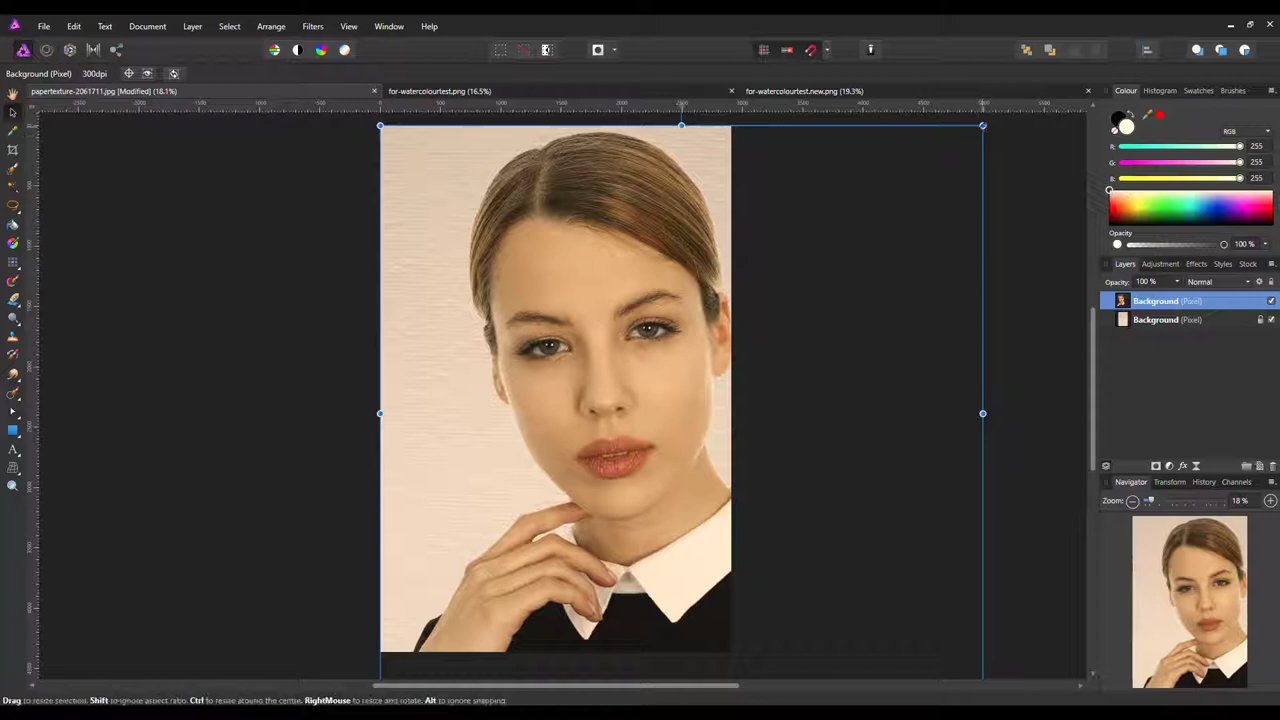 File Edit Text Document Layer Select Arrange Filters View Window Help
Background (Pixel) 300dpi
papertexture-2061711.jpg [Modified] (18.1%)
for-watercolourtest.png (16.5%)
for-watercolourtest.new.png (19.3%)
Colour Histogram Swatches Brushes
RGB
R: 255
G: 255
B: 255
Opacity
100 %
Layers Adjustment Effects Styles Stock
Opacity: 100 % Normal
Background (Pixel)
Background (Pixel)
Navigator Transform History Channels
Zoom: 18 %
Drag to resize selection. Shift to ignore aspect ratio. Ctrl to resize around the centre. RightMouse to resize and rotate. Alt to ignore snapping.